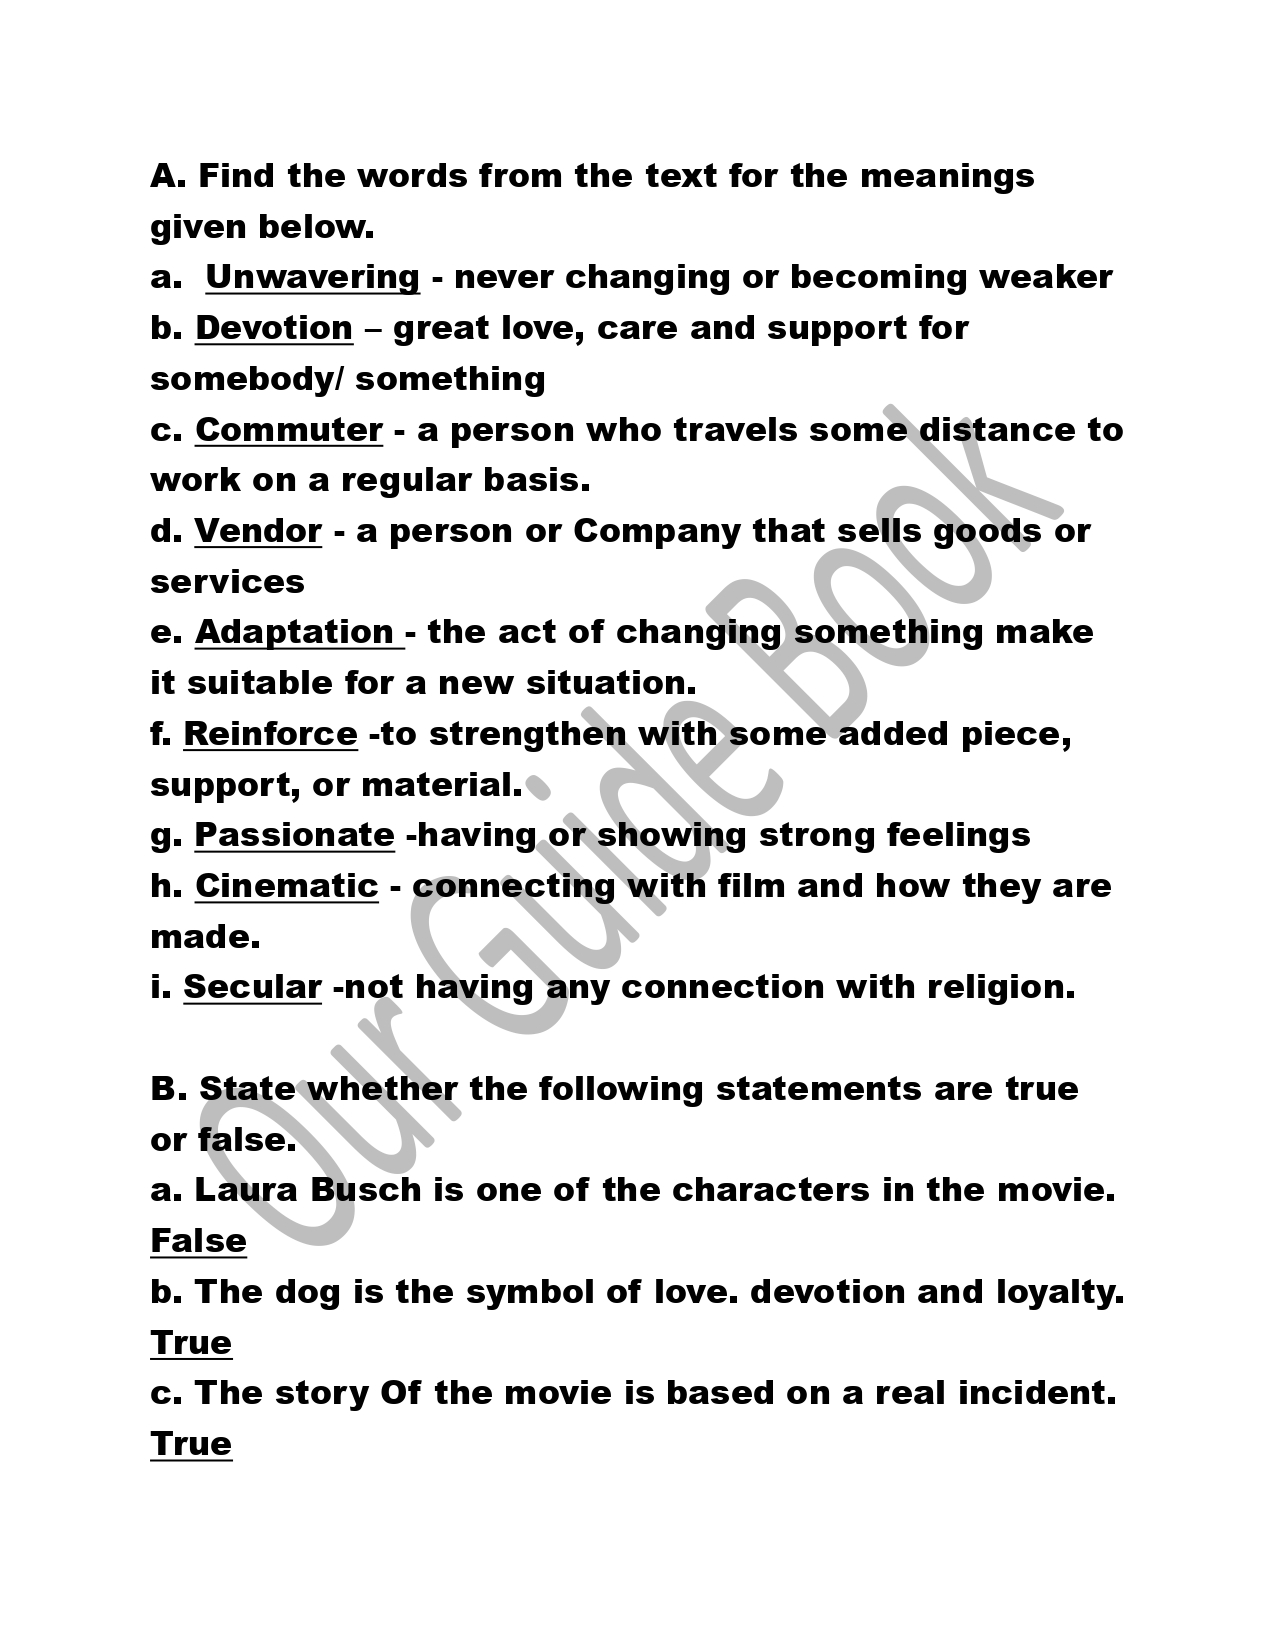 A. Find the words from the text for the meanings
given below.
a.  Unwavering - never changing or becoming weaker
b. Devotion – great love, care and support for
somebody/ something
c. Commuter - a person who travels some distance to
work on a regular basis.
d. Vendor - a person or Company that sells goods or
services
e. Adaptation - the act of changing something make
it suitable for a new situation.
f. Reinforce -to strengthen with some added piece,
support, or material.
g. Passionate -having or showing strong feelings
h. Cinematic - connecting with film and how they are
made.
i. Secular -not having any connection with religion.
B. State whether the following statements are true
or false.
a. Laura Busch is one of the characters in the movie.
False
b. The dog is the symbol of love. devotion and loyalty.
True
c. The story Of the movie is based on a real incident.
True
Our Guide Book